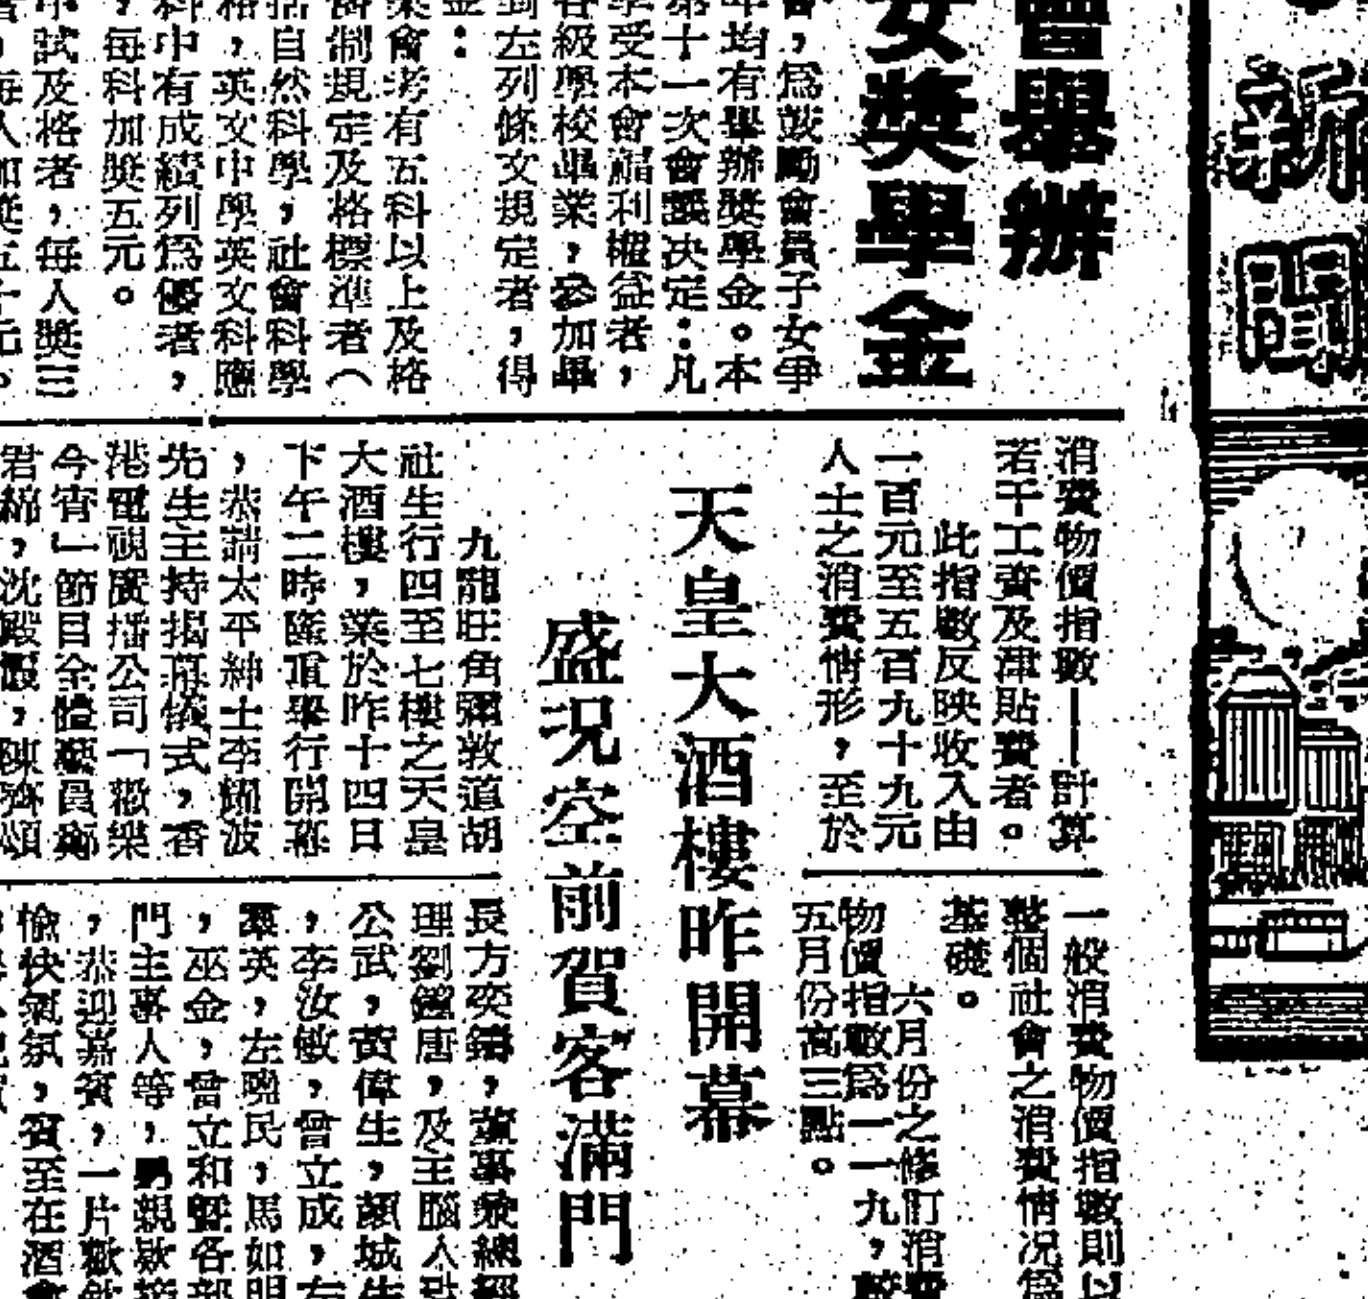 新聞
會舉辦
女獎學金
會，為鼓勵會員子女爭
年均有舉辦獎學金。本
第十一次會議決定：凡
享受本會福利權益者，
各級學校畢業，參加畢
到左列條文規定者，得
業會考有五科以上及格
制規定及格標準者（
括自然科學，社會科學
格，英文中學英文科應
科中有成績列為優者，
，每科加獎五元。
試及格者，每人獎三
消費物價指數——計算
若干工資及津貼費者。
此指數反映收入由
一百元至五百九十九元
人士之消費情形，至於
一般消費物價指數則以
整個社會之消費情況為
基礎。
六月份之修訂消費
物價指數為一一九，較
五月份高三點。
天皇大酒樓昨開幕
盛況空前賀客滿門
九龍旺角彌敦道胡
社生行四至七樓之天皇
大酒樓，業於昨十四日
下午二時隆重舉行開幕
，恭請太平紳士李耀波
先生主持揭幕儀式，香
港電視廣播公司「歡樂
今宵」節目全體藝員鄭
君綿，沈殿霞，陳齊頌
長方奕鏞，董事兼總經
理劉鑑唐，及主腦人
公武，黃偉生，顏城生
，李汝敏，曾立成，左
英，左聰民，馬如明
，巫金，曾立和暨各部
門主事人等，親欵接
，恭迎嘉賓，一片歡欣
愉快氣氛，賓至在酒會